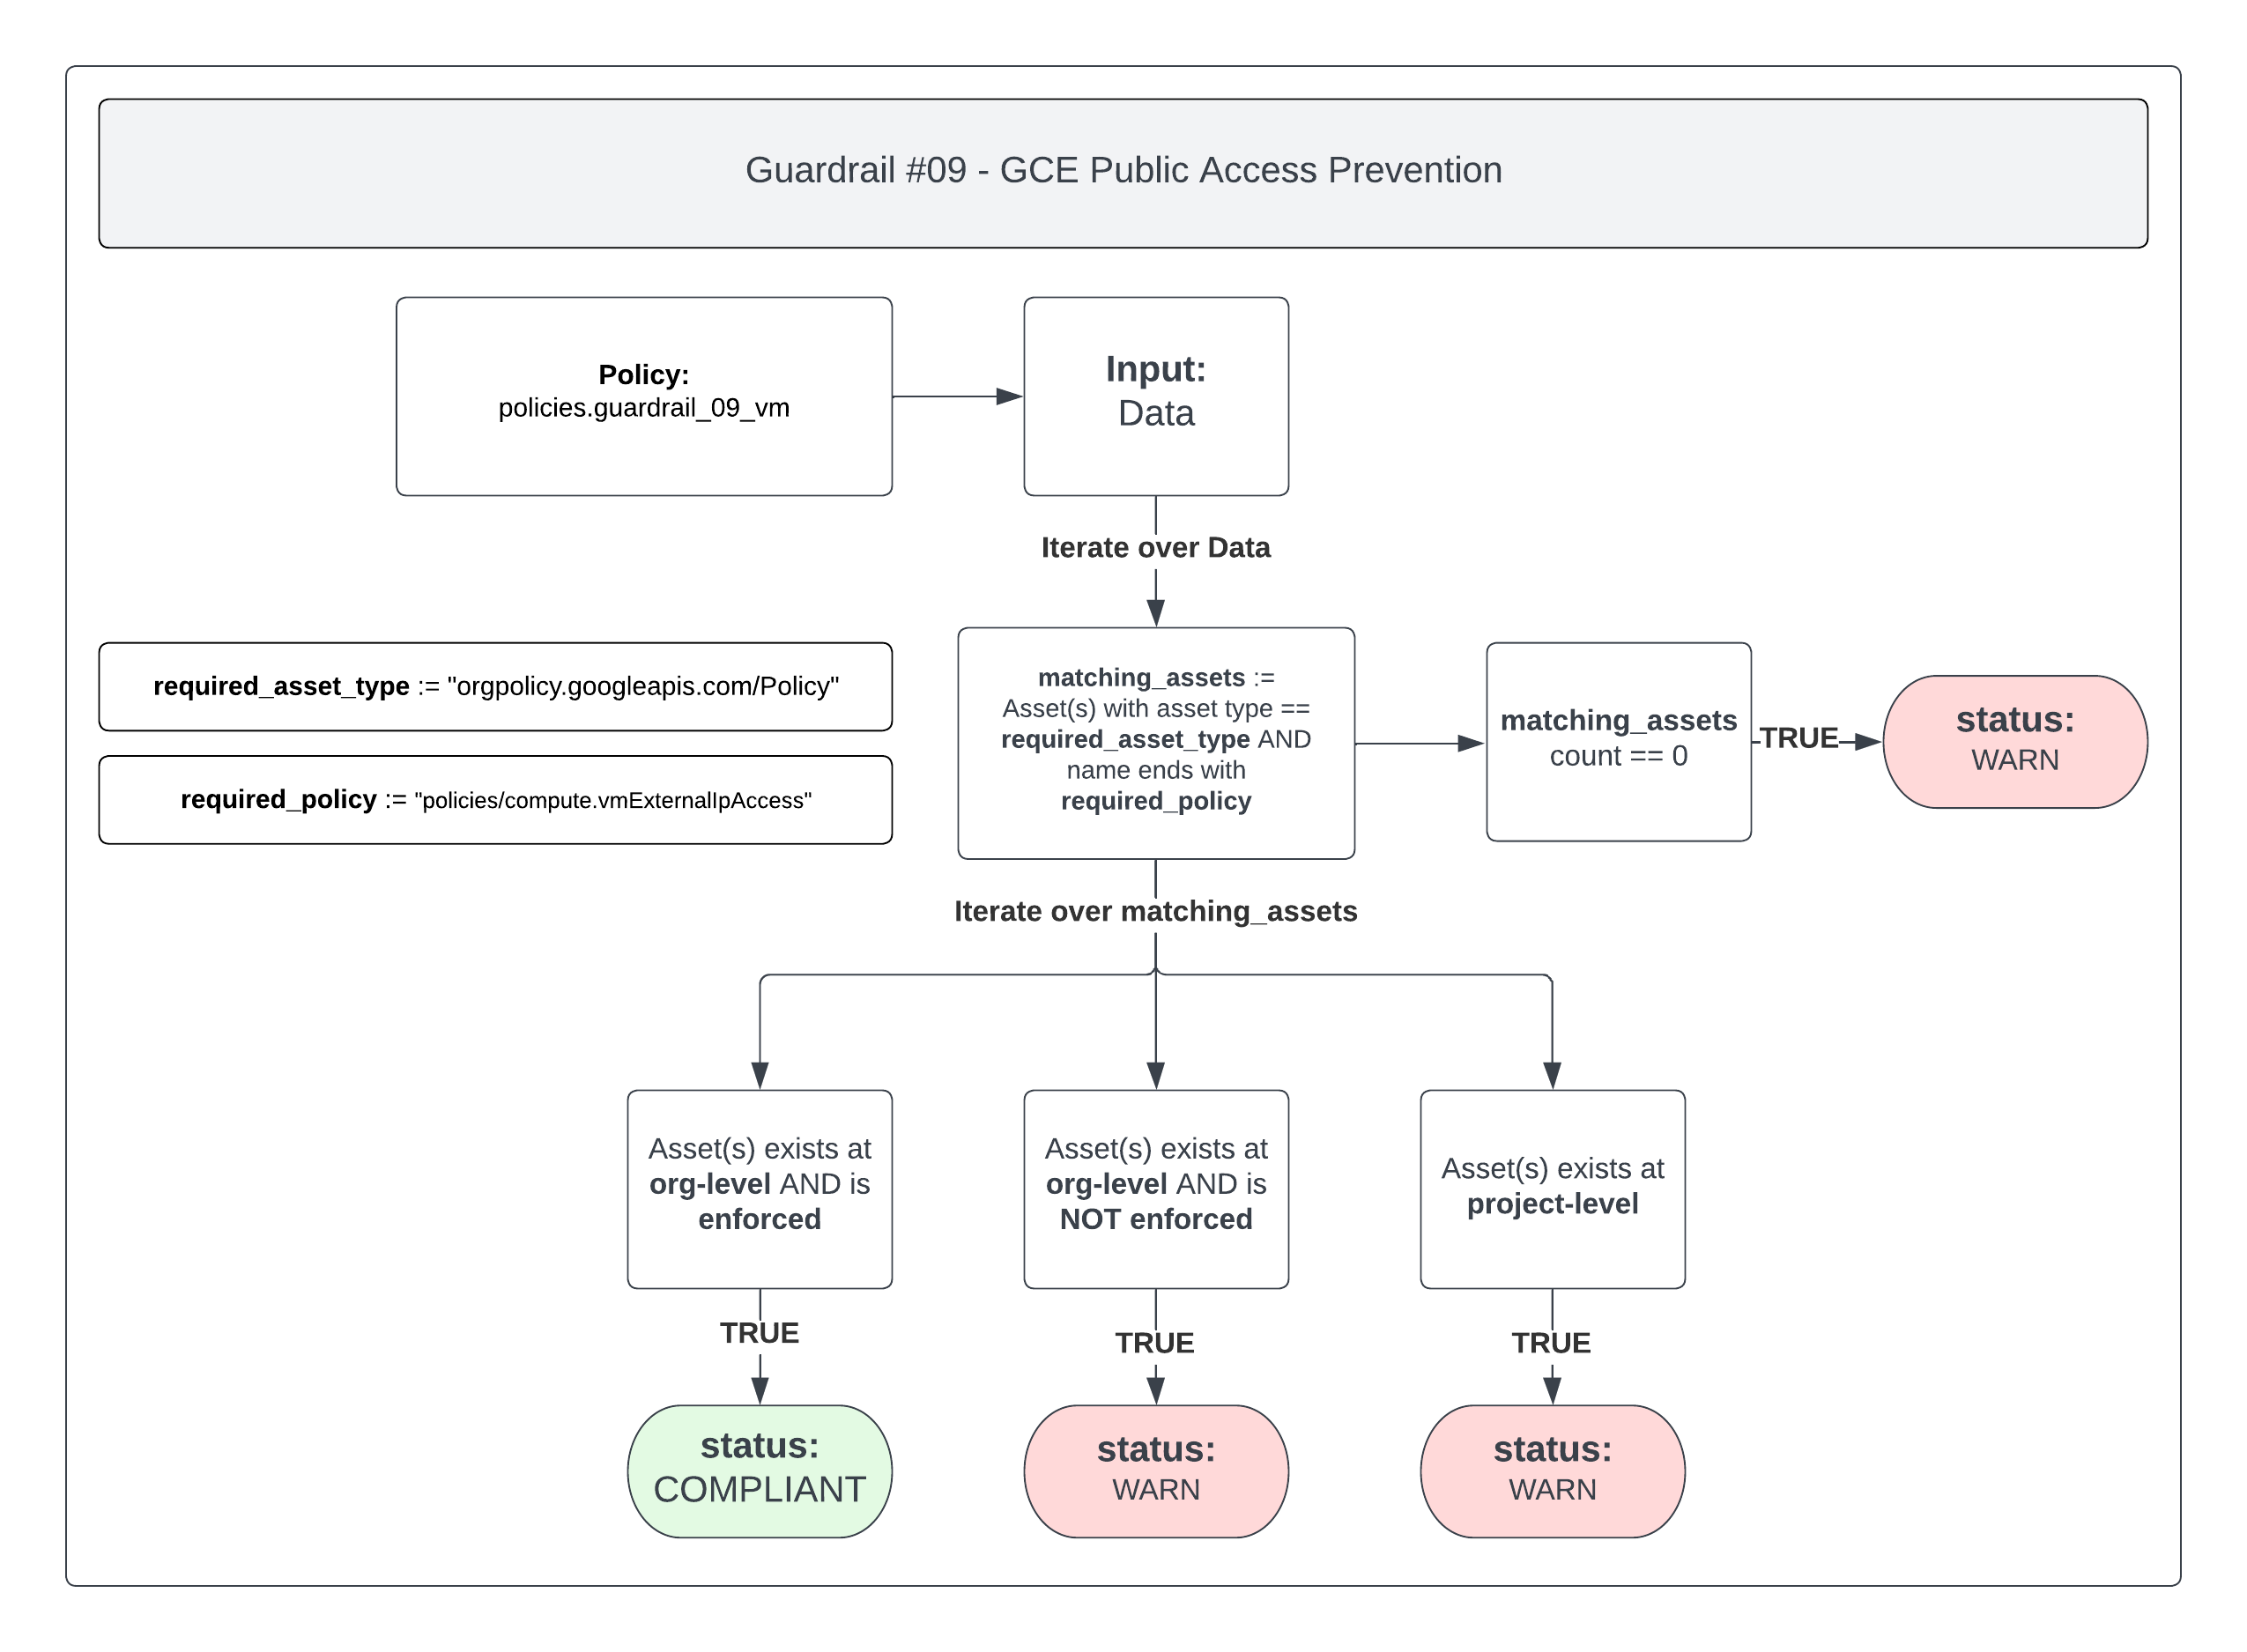 Guardrail #09 - GCE Public Access Prevention
Policy:
policies.guardrail_09_vm
Input:
Data
Iterate over Data
required_asset_type := "orgpolicy.googleapis.com/Policy"
required_policy := "policies/compute.vmExternalIpAccess"
matching_assets :=
Asset(s) with asset type ==
required_asset_type AND
name ends with
required_policy
matching_assets
count == 0
TRUE
status:
WARN
Iterate over matching_assets
Asset(s) exists at
org-level AND is
enforced
Asset(s) exists at
org-level AND is
NOT enforced
Asset(s) exists at
project-level
TRUE
TRUE
TRUE
status:
COMPLIANT
status:
WARN
status:
WARN